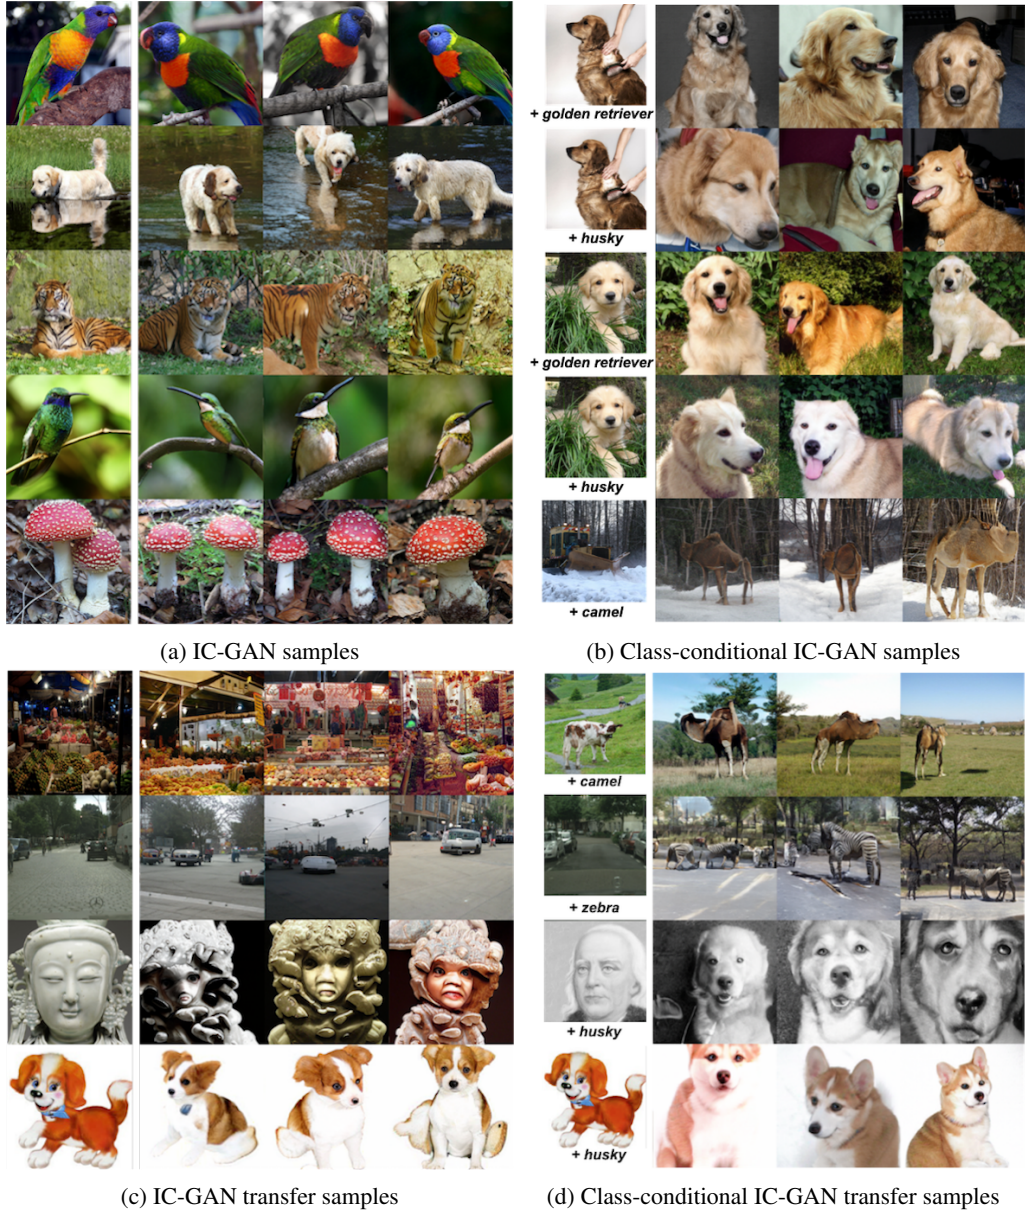 + golden retriever
+ husky
+ golden retriever
+ husky
+ camel
(a) IC-GAN samples
(b) Class-conditional IC-GAN samples
+ camel
+ zebra
+ husky
+ husky
(c) IC-GAN transfer samples
(d) Class-conditional IC-GAN transfer samples